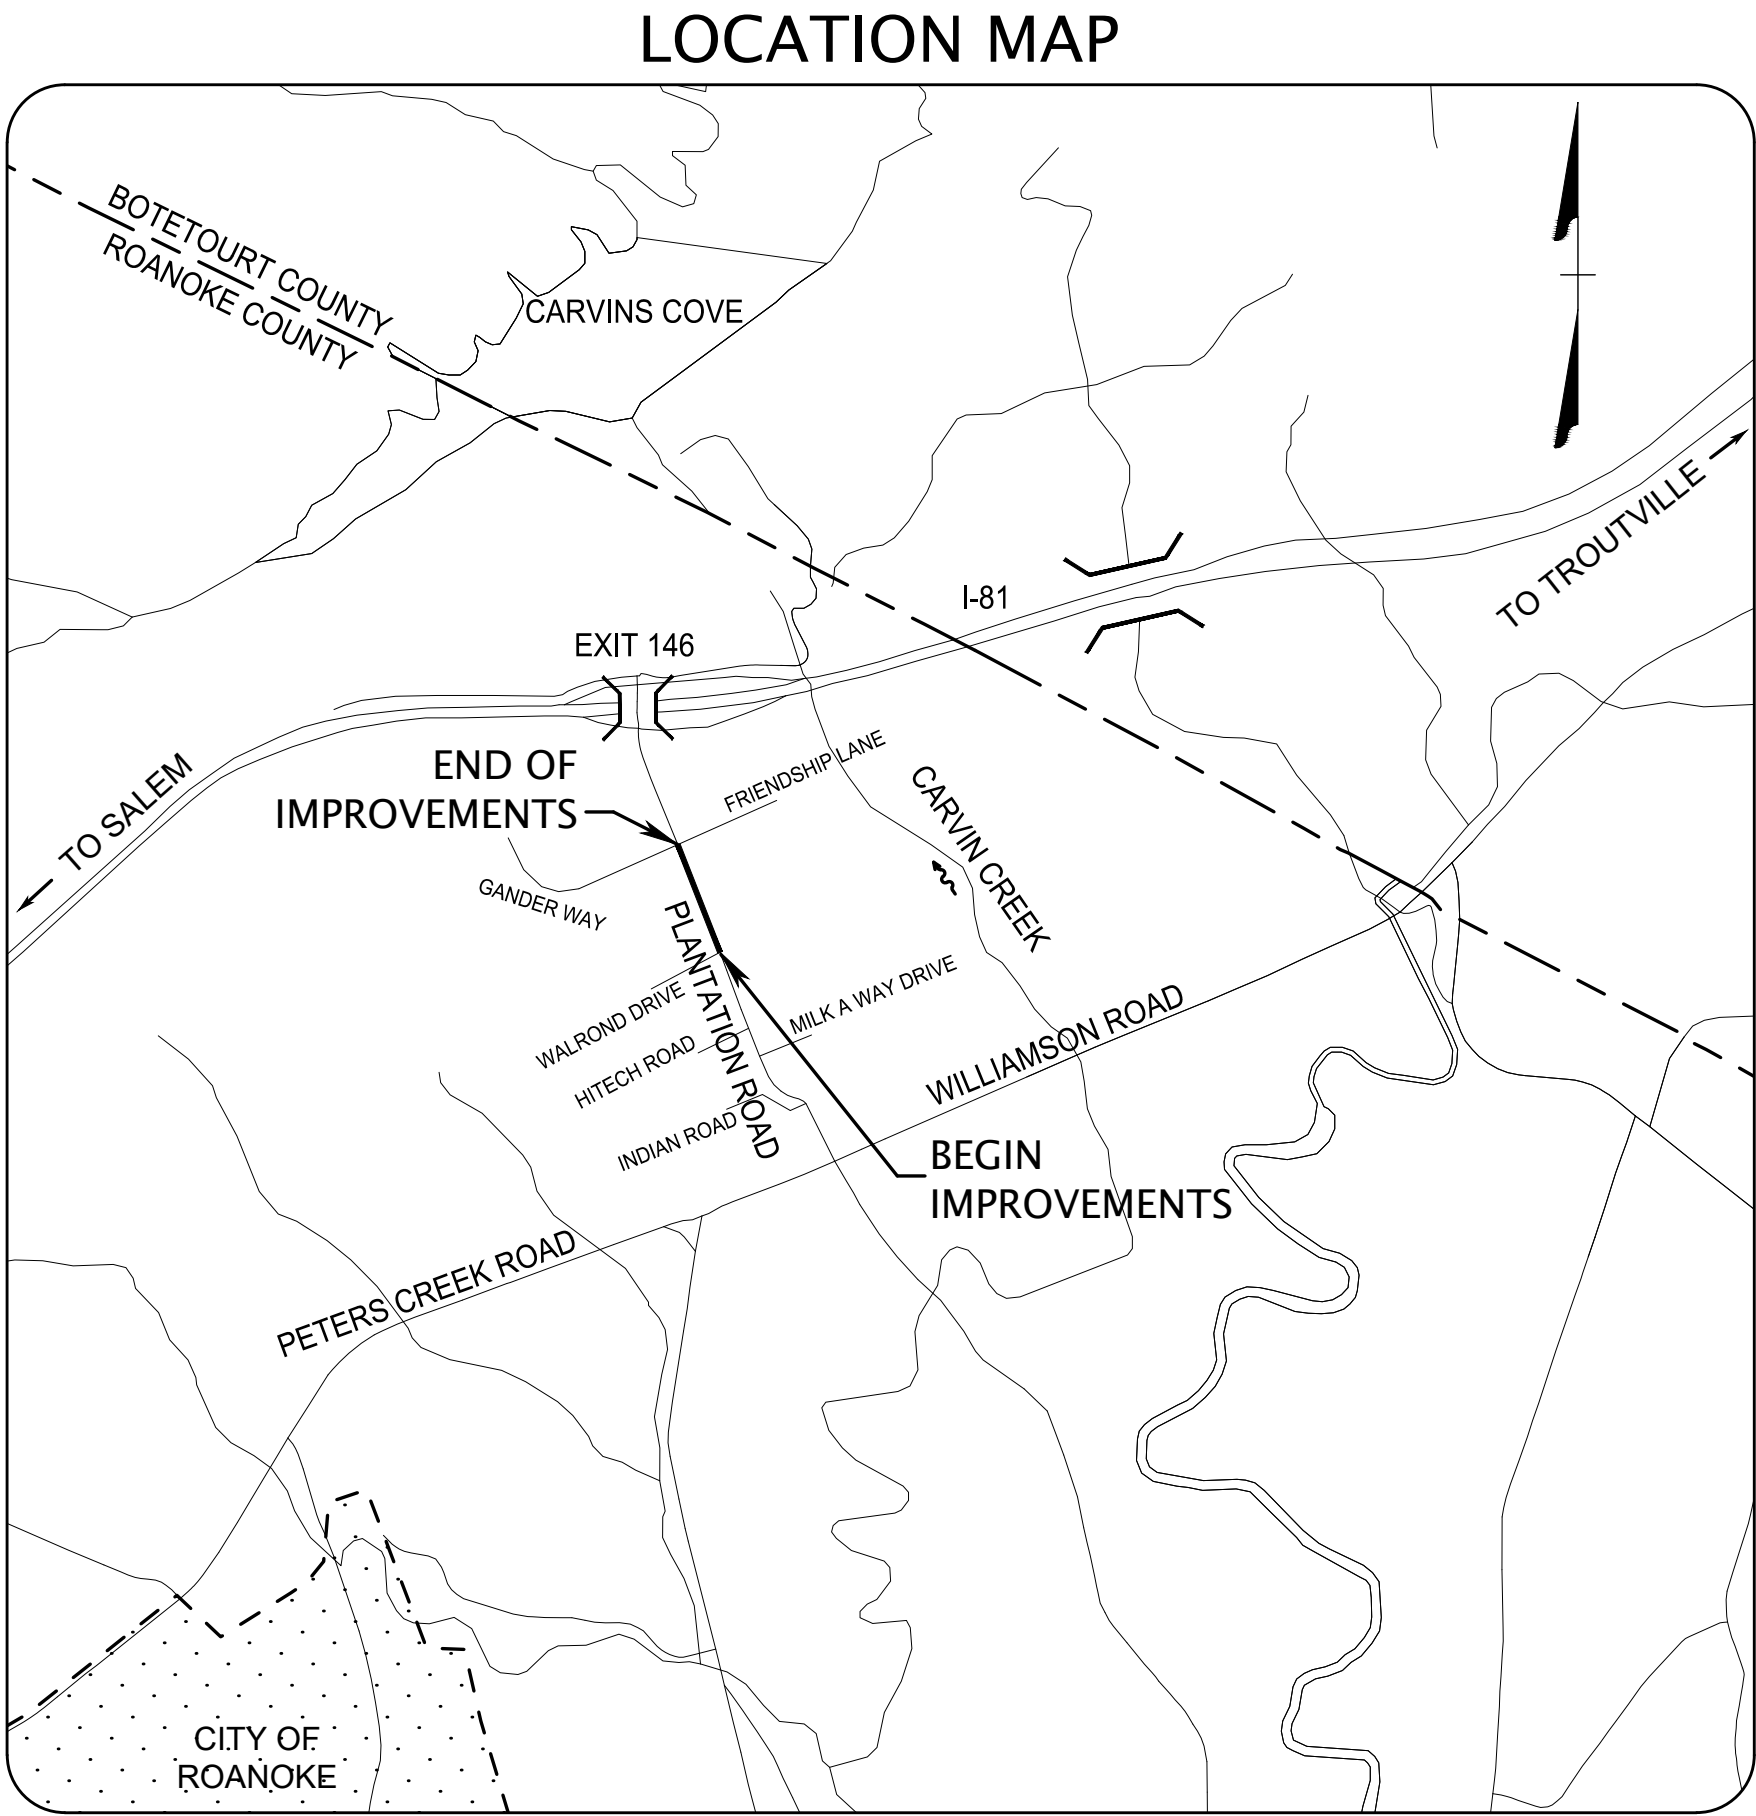 LOCATION MAP
BOTETOURT COUNTY
ROANOKE COUNTY
CARVINS COVE
TO TROUTVILLE
I-81
EXIT 146
TO SALEM
END OF
IMPROVEMENTS
FRIENDSHIP LANE
CARVIN CREEK
GANDER WAY
PLANTATION ROAD
WALROND DRIVE
MILK A WAY DRIVE
HITECH ROAD
WILLIAMSON ROAD
INDIAN ROAD
BEGIN
IMPROVEMENTS
PETERS CREEK ROAD
CITY OF
ROANOKE